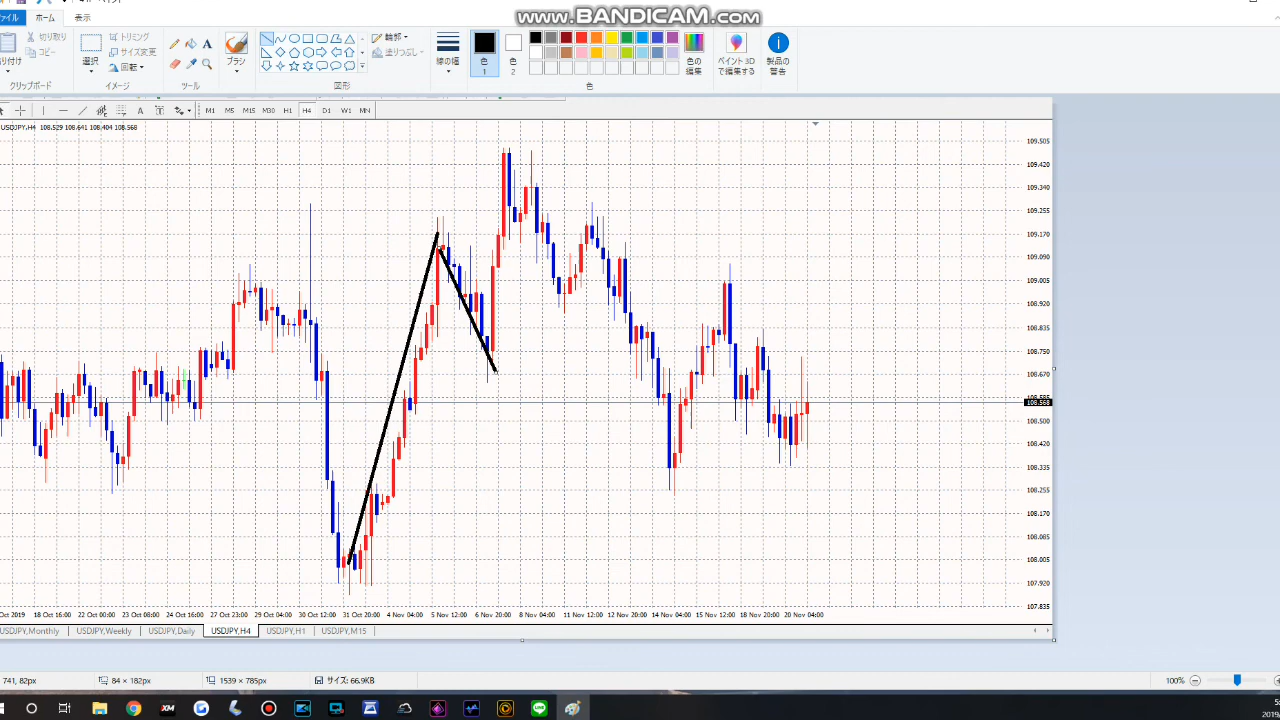 www.BANDICAM.com
ファイル ホーム 表示
切り取り トリミング 輪郭
コピー サイズ変更 塗りつぶし
り付け 選択 回転 ブラシ 線の幅 色 1 色 2 色の編集 ペイント 3D で編集する 製品の警告
クリップボード イメージ ツール 図形 色
A T M1 M5 M15 M30 H1 H4 D1 W1 MN
USDJPY,H4 108.529 108.641 108.404 108.568
109.505
109.420
109.340
109.255
109.170
109.090
109.005
108.920
108.835
108.750
108.670
108.585
108.568
108.500
108.420
108.335
108.255
108.170
108.085
108.005
107.920
107.835
Oct 2019 18 Oct 16:00 22 Oct 00:00 23 Oct 08:00 24 Oct 16:00 27 Oct 23:00 29 Oct 04:00 30 Oct 12:00 31 Oct 20:00 4 Nov 04:00 5 Nov 12:00 6 Nov 20:00 8 Nov 04:00 11 Nov 12:00 12 Nov 20:00 14 Nov 04:00 15 Nov 12:00 18 Nov 20:00 20 Nov 04:00
USDJPY,Monthly USDJPY,Weekly USDJPY,Daily USDJPY,H4 USDJPY,H1 USDJPY,M15
741, 82px 84 × 182px 1539 × 785px サイズ: 66.9KB 100%
XM LINE
2019